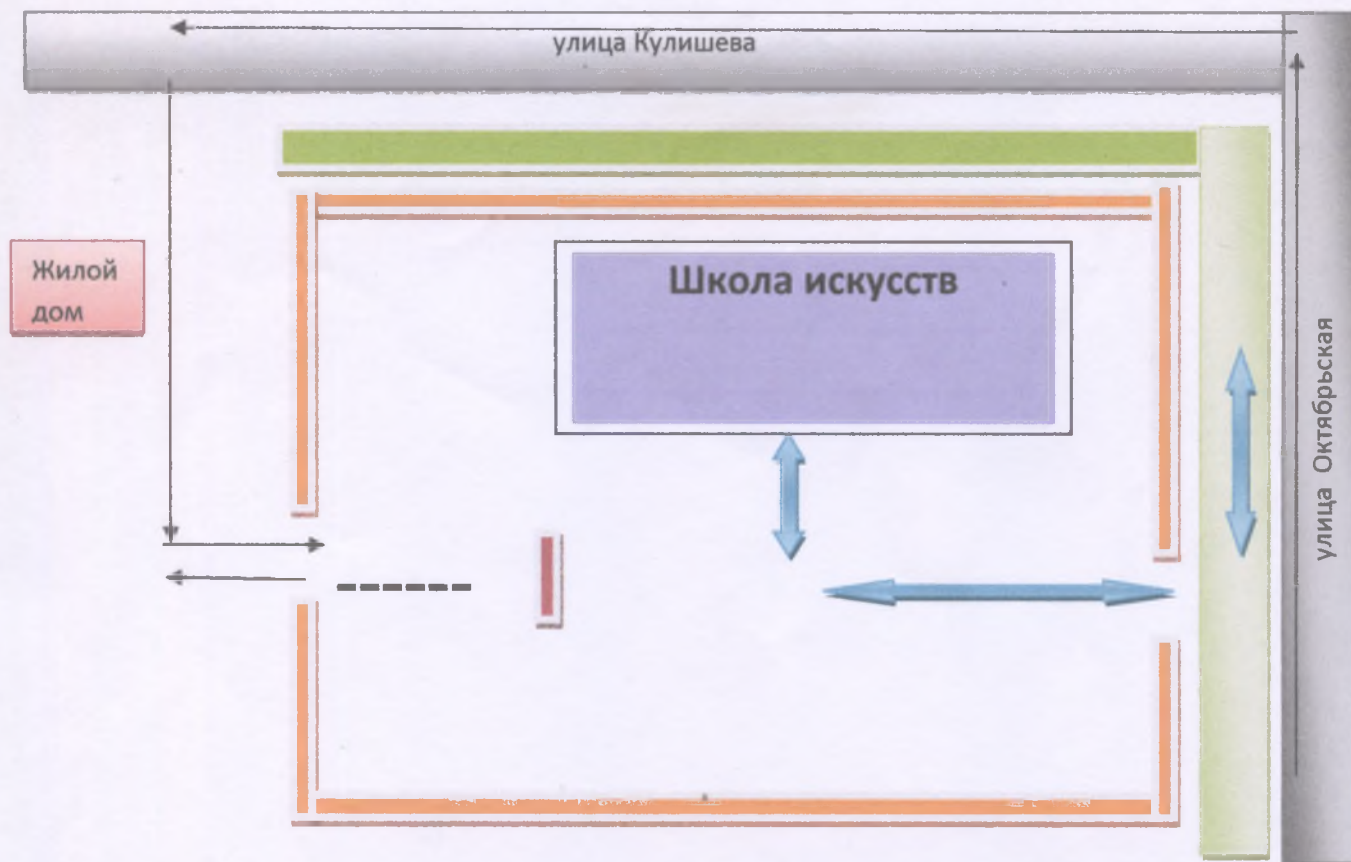 улица Кулишева
Школа искусств
Жилой
дом
улица Октябрьская